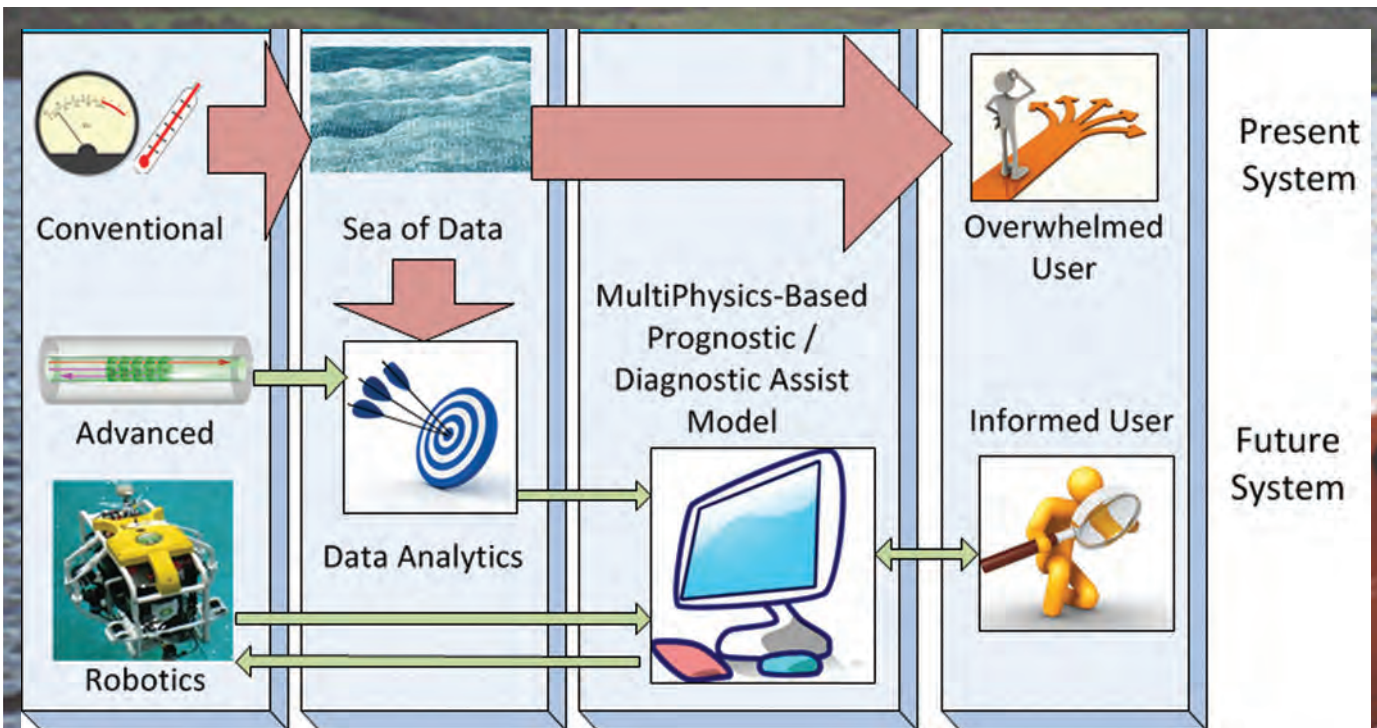 Conventional
Sea of Data
Overwhelmed
User
Present
System
MultiPhysics-Based
Prognostic /
Diagnostic Assist
Model
Advanced
Informed User
Future
System
Data Analytics
Robotics